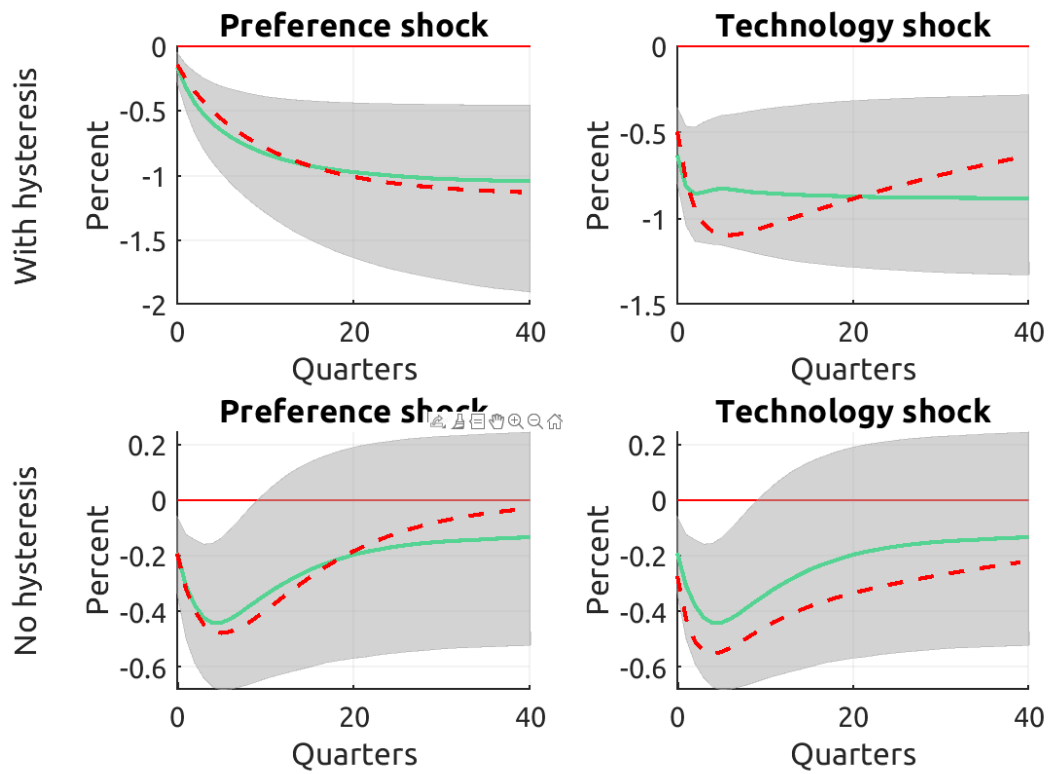 Preference shock
Technology shock
With hysteresis
Percent
0
-0.5
-1
-1.5
-2
0
20
40
Quarters
Percent
0
-0.5
-1
-1.5
0
20
40
Quarters
Preference shock
Technology shock
No hysteresis
Percent
0.2
0
-0.2
-0.4
-0.6
0
20
40
Quarters
Percent
0.2
0
-0.2
-0.4
-0.6
0
20
40
Quarters